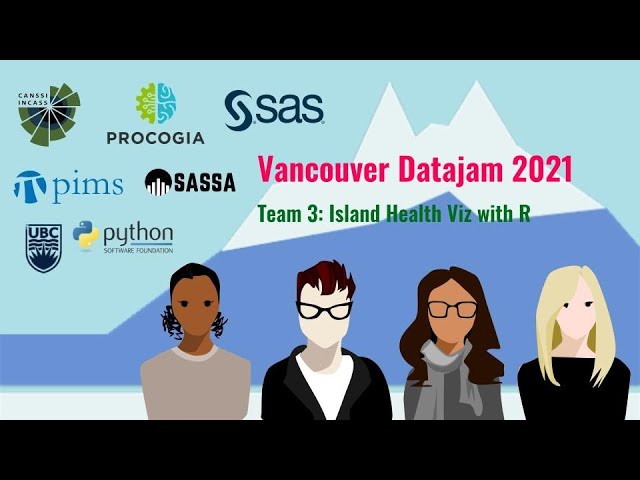 CANSSI
INCASS
PROCOGIA
sas
pims
SASSA
UBC
python
SOFTWARE FOUNDATION
Vancouver Datajam 2021
Team 3: Island Health Viz with R